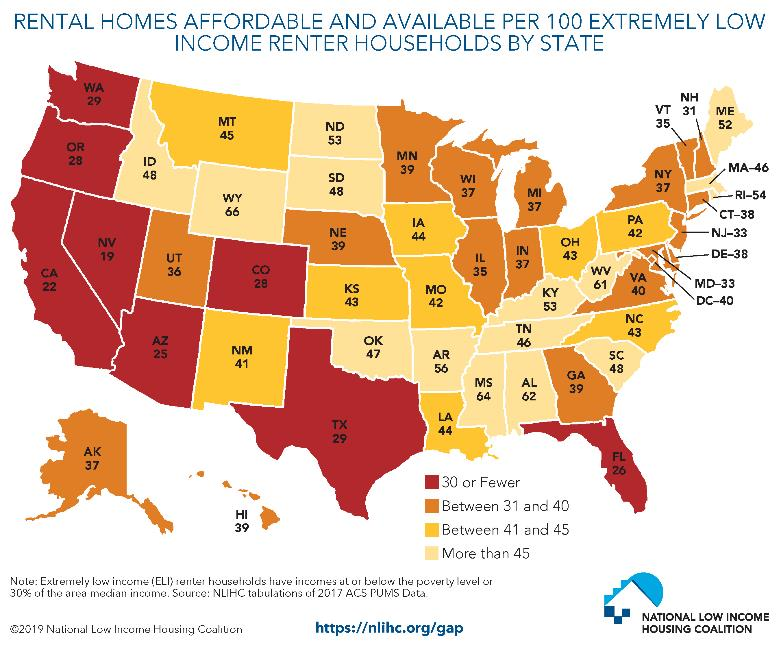 RENTAL HOMES AFFORDABLE AND AVAILABLE PER 100 EXTREMELY LOW
INCOME RENTER HOUSEHOLDS BY STATE
WA
29
OR
28
CA
22
NV
19
ID
48
MT
45
WY
66
UT
36
AZ
25
CO
28
NM
41
ND
53
SD
48
NE
39
KS
43
OK
47
TX
29
MN
39
IA
44
MO
42
AR
56
LA
44
WI
37
IL
35
MI
37
IN
37
OH
43
KY
53
TN
46
MS
64
AL
62
GA
39
FL
26
SC
48
NC
43
VA
40
WV
61
PA
42
NY
37
VT
35
NH
31
ME
52
MA–46
RI–54
CT–38
NJ–33
DE–38
MD–33
DC–40
AK
37
HI
39
30 or Fewer
Between 31 and 40
Between 41 and 45
More than 45
Note: Extremely low income (ELI) renter households have incomes at or below the poverty level or
30% of the area median income. Source: NLIHC tabulations of 2017 ACS PUMS Data.
©2019 National Low Income Housing Coalition
https://nlihc.org/gap
NATIONAL LOW INCOME
HOUSING COALITION